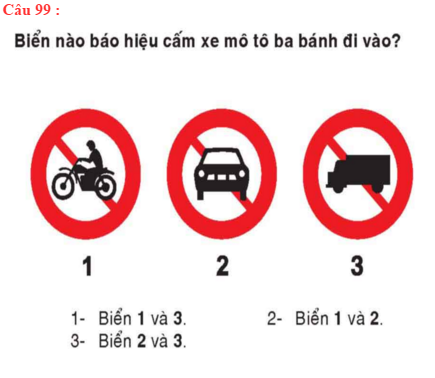 Câu 99 :
Biển nào báo hiệu cấm xe mô tô ba bánh đi vào?
1 2 3
1- Biển 1 và 3. 2- Biển 1 và 2.
3- Biển 2 và 3.